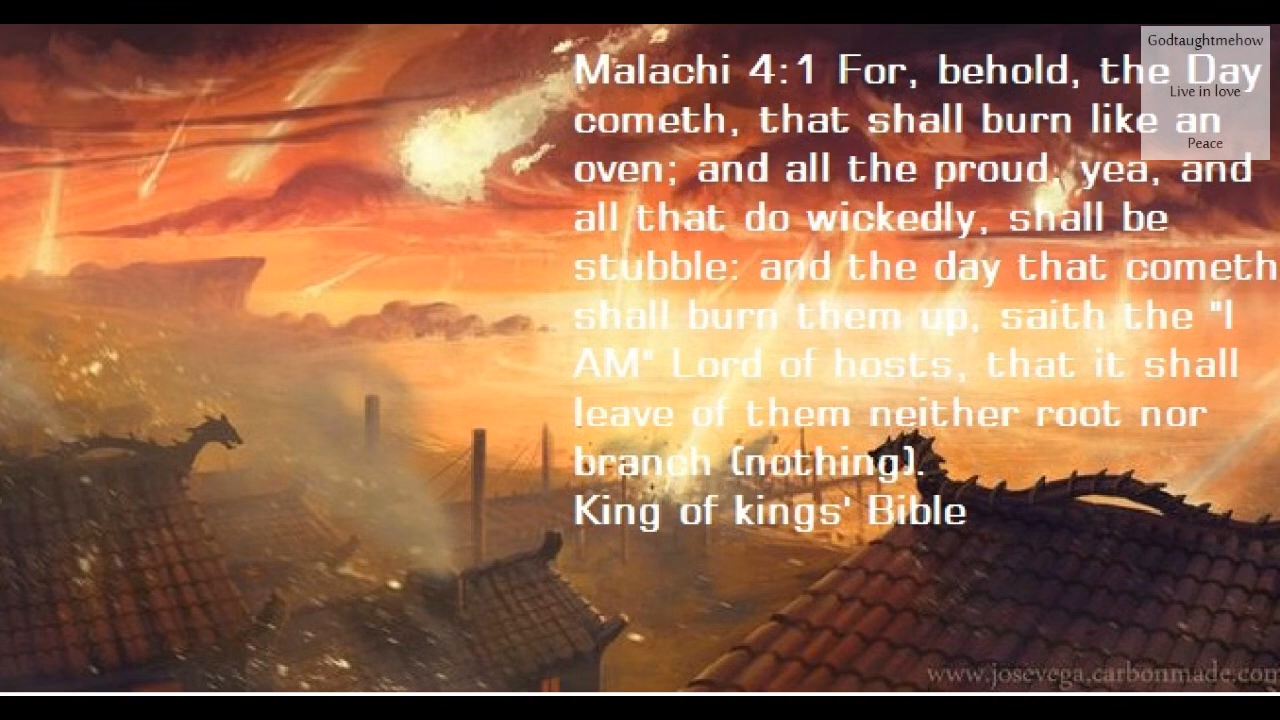 Malachi 4:1 For, behold, the Day
cometh, that shall burn like an
oven; and all the proud, yea, and
all that do wickedly, shall be
stubble: and the day that cometh
shall burn them up, saith the "I
AM" Lord of hosts, that it shall
leave of them neither root nor
branch (nothing).
King of kings' Bible
Godtaughtmehow
Live in love
Peace
www.josevega.carbonmade.com